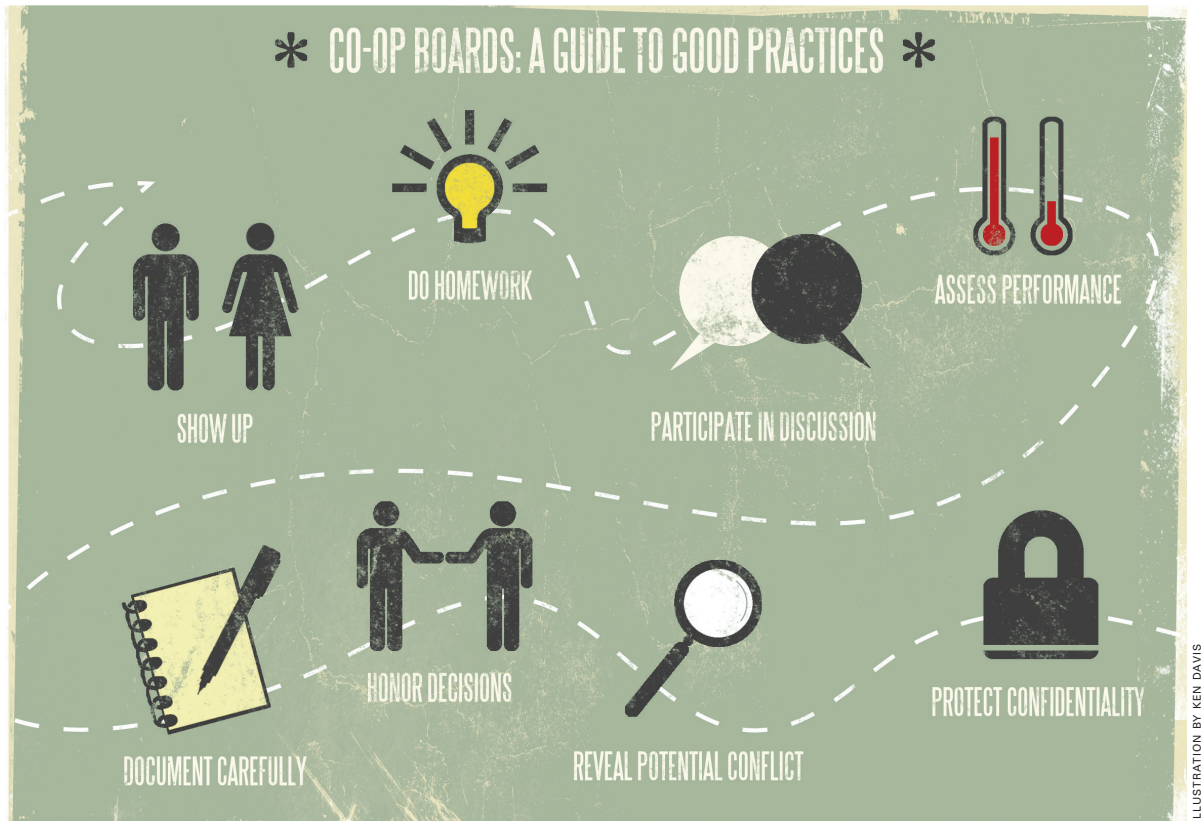 * CO-OP BOARDS: A GUIDE TO GOOD PRACTICES *
SHOW UP
DO HOMEWORK
PARTICIPATE IN DISCUSSION
ASSESS PERFORMANCE
DOCUMENT CAREFULLY
HONOR DECISIONS
REVEAL POTENTIAL CONFLICT
PROTECT CONFIDENTIALITY
ILLUSTRATION BY KEN DAVIS